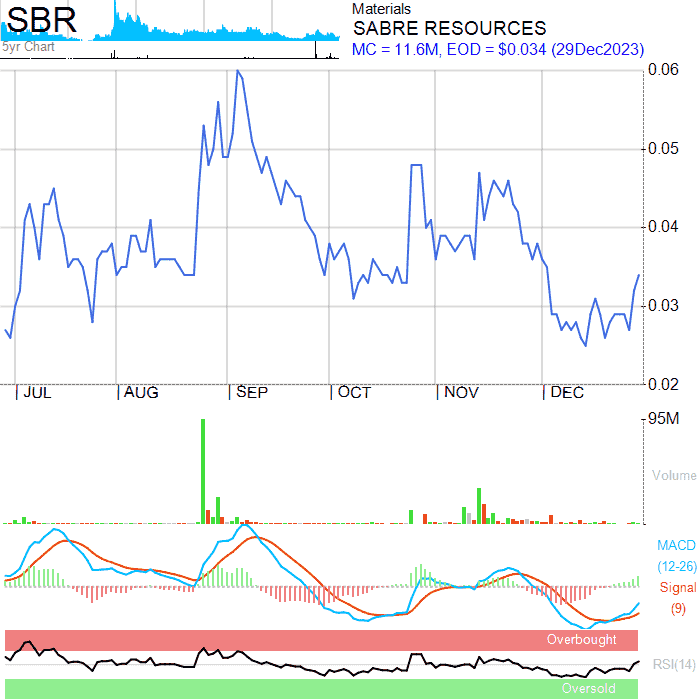 SBR
5yr Chart
Materials
SABRE RESOURCES
MC = 11.6M, EOD = $0.034 (29Dec2023)
0.06
0.05
0.04
0.03
0.02
JUL AUG SEP OCT NOV DEC
95M
Volume
MACD
(12-26)
Signal
(9)
Overbought
RSI(14)
Oversold